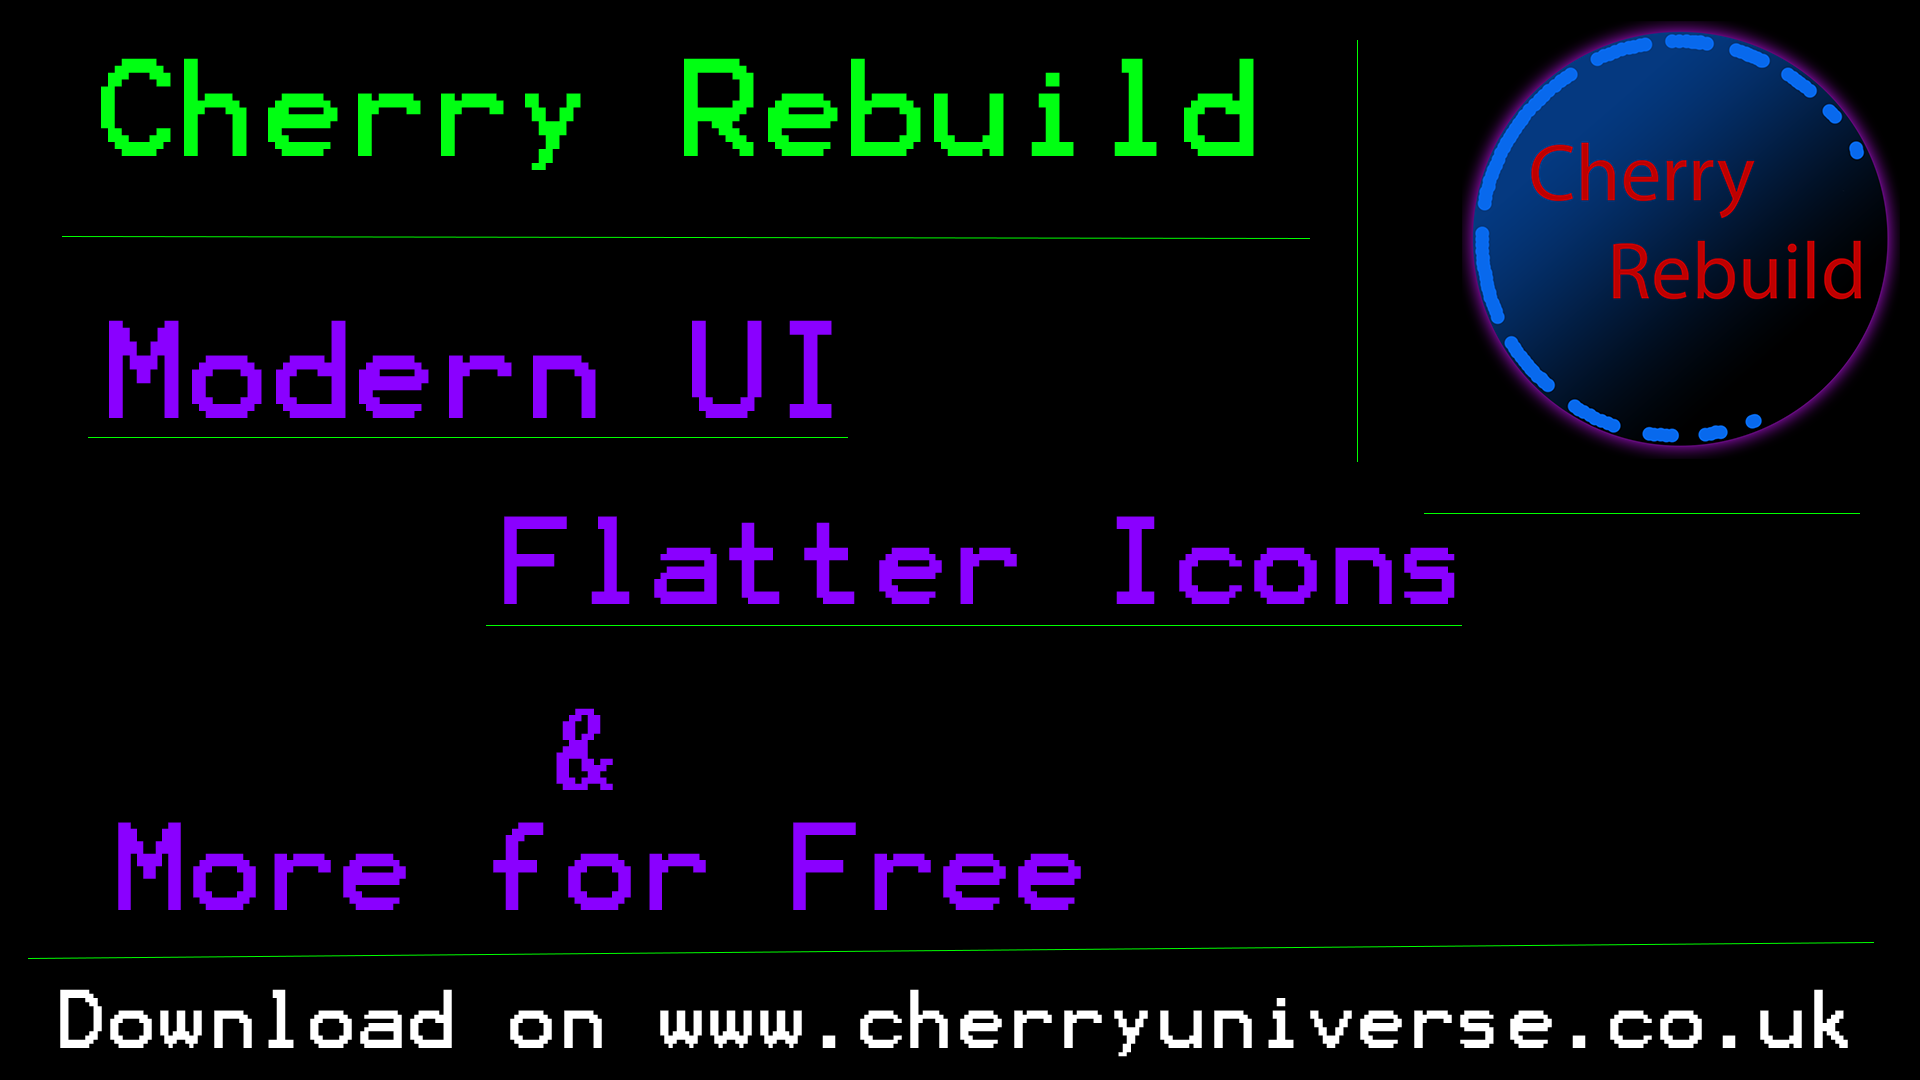 Cherry Rebuild
Cherry
Rebuild
Modern UI
Flatter Icons
&
More for Free
Download on www.cherryuniverse.co.uk